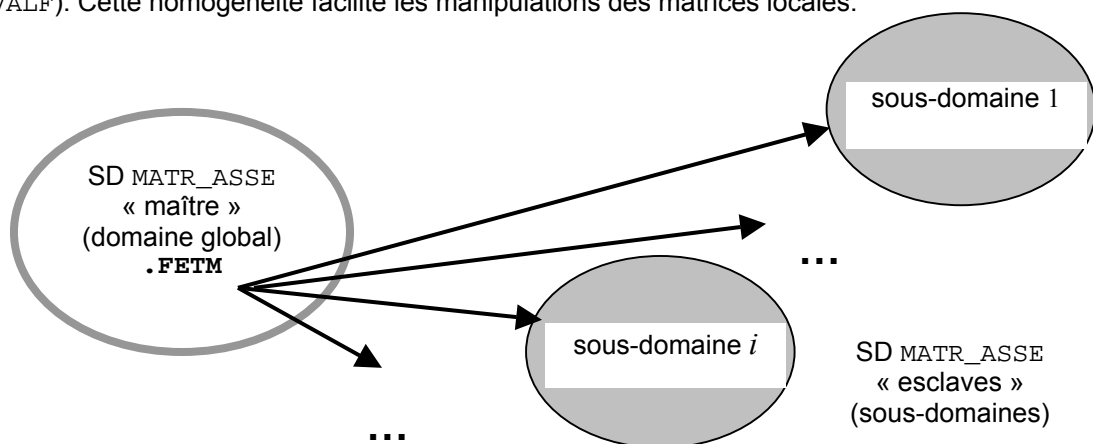 VALF). Cette homogénéité facilite les manipulations des matrices locales.
sous-domaine 1
SD MATR_ASSE
« maître »
(domaine global)
.FETM
...
sous-domaine i
SD MATR_ASSE
« esclaves »
(sous-domaines)
...